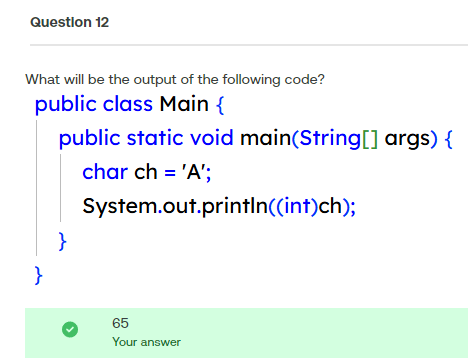 Question 12
What will be the output of the following code?
public class Main {
public static void main(String[] args) {
char ch = 'A';
System.out.println((int)ch);
}
}
65
Your answer